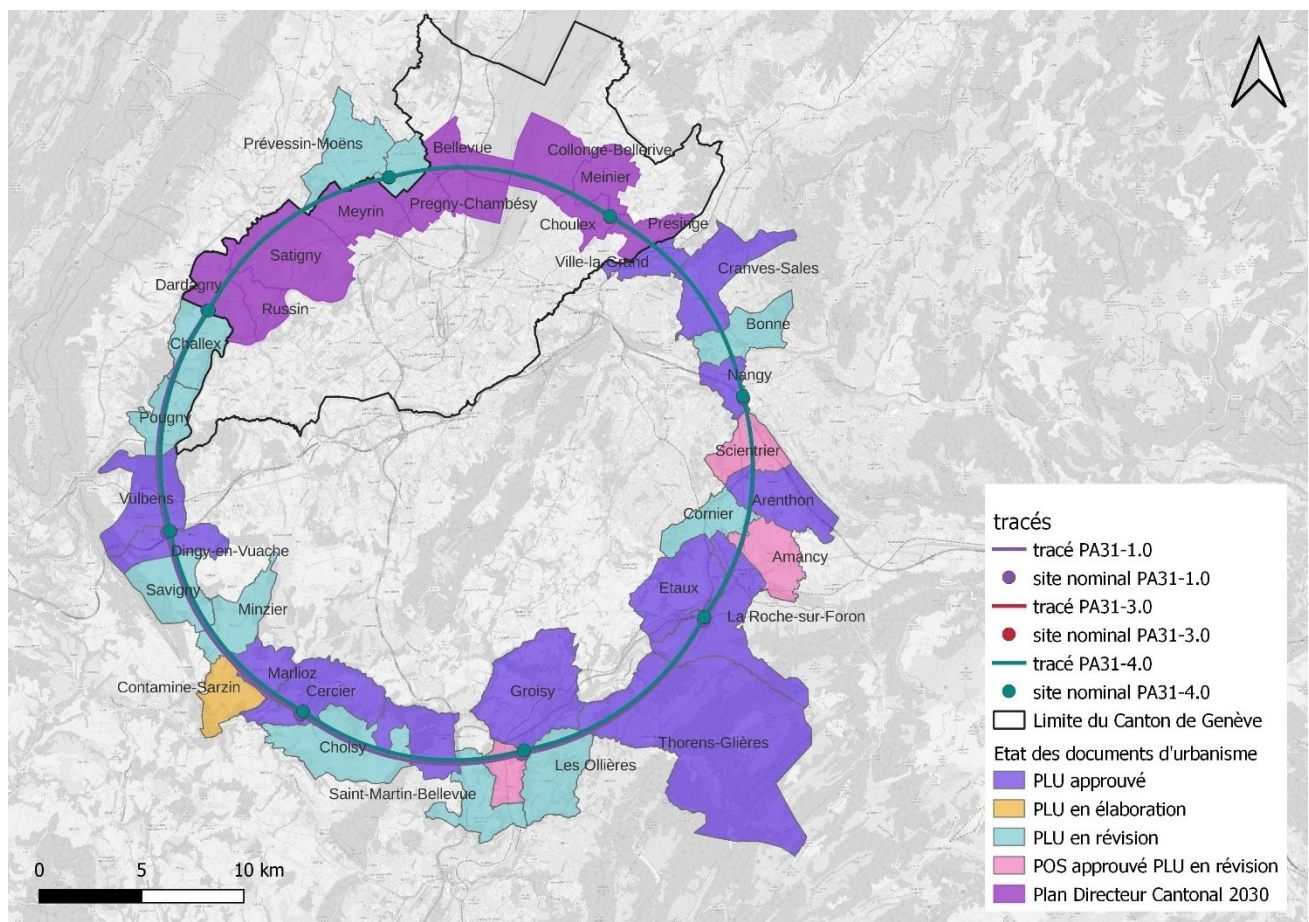 Prévessin-Moëns
Bellevue
Collonge-Bellerive
Meinier
Meyrin
Pregny-Chambésy
Choulex
Presinge
Satigny
Ville-la-Grand
Cranves-Sales
Dardagny
Russin
Bonne
Challex
Nangy
Pougny
Scientrier
Vulbens
Arenthon
Cornier
Dingy-en-Vuache
Amancy
Savigny
Etaux
Minzier
La Roche-sur-Foron
Marlioz
Contamine-Sarzin
Cercier
Groisy
Choisy
Thorens-Glières
Les Ollières
Saint-Martin-Bellevue
0 5 10 km
tracés
tracé PA31-1.0
site nominal PA31-1.0
tracé PA31-3.0
site nominal PA31-3.0
tracé PA31-4.0
site nominal PA31-4.0
Limite du Canton de Genève
Etat des documents d'urbanisme
PLU approuvé
PLU en élaboration
PLU en révision
POS approuvé PLU en révision
Plan Directeur Cantonal 2030